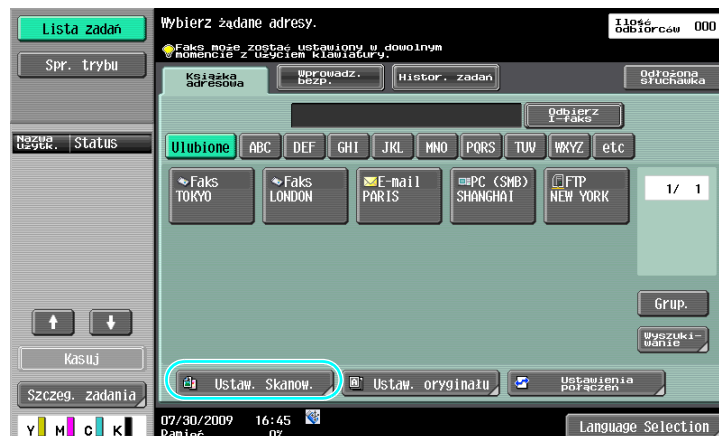 Lista zadań
Spr. trybu
Nazwa użytk.
Status
Kasuj
Szczeg. zadania
Y M C K
Wybierz żądane adresy.
Ilość odbiorców 000
Faks może zostać ustawiony w dowolnym
momencie z użyciem klawiatury.
Książka adresowa
Wprowadz. bezp.
Histor. zadań
Odłożona słuchawka
Odbierz I-faks
Ulubione ABC DEF GHI JKL MNO PQRS TUV WXYZ etc
Faks
TOKYO
Faks
LONDON
E-mail
PARIS
PC (SMB)
SHANGHAI
FTP
NEW YORK
1/ 1
Grup.
Wyszuki-
wanie
Ustaw. Skanow.
Ustaw. oryginału
Ustawienia
połączeń
07/30/2009 16:45
Pamięć 0%
Language Selection